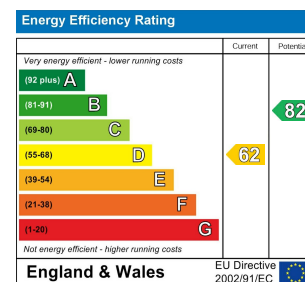 Energy Efficiency Rating
Current Potentia
Very energy efficient - lower running costs
(92 plus) A
(81-91) B
82
(69-80) C
(55-68) D
62
(39-54) E
(21-38) F
(1-20) G
Not energy efficient - higher running costs
England & Wales
EU Directive
2002/91/EC